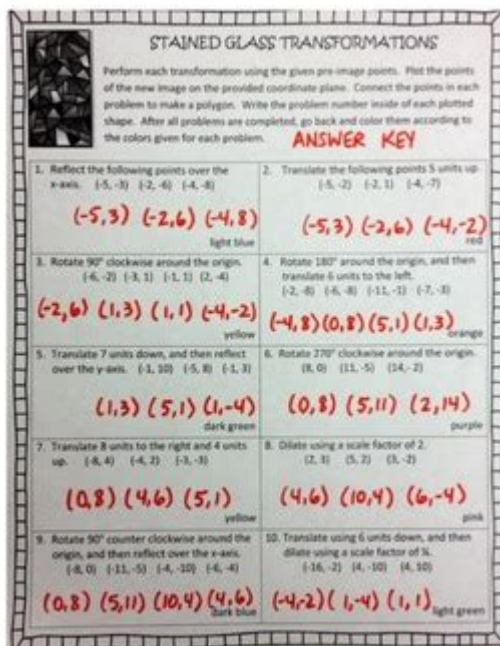 STAINED GLASS TRANSFORMATIONS
Perform each transformation using the given pre-image points. Plot the points
of the new image on the provided coordinate plane. Connect the points in each
problem to make a polygon. Write the problem number inside of each plotted
shape. After all problems are completed, go back and color them according to
the colors given for each problem. ANSWER KEY
1. Reflect the following points over the
x-axis. (-5, -3) (-2, -6) (-4, -8)
(-5,3) (-2,6) (-4,8)
light blue
2. Translate the following points 5 units up
(-5, -2) (-2, 1) (-4, -7)
(-5,3) (-2,6) (-4,-2)
red
3. Rotate 90° clockwise around the origin.
(-6, -2) (-3, 1) (-1, 1) (2, -4)
(-2,6) (1,3) (1,1) (-4,-2)
yellow
4. Rotate 180° around the origin, and then
translate 6 units to the left.
(-2, -8) (-6, -8) (-11, -1) (-7, -3)
(-4,8) (0,8) (5,1) (1,3)
orange
5. Translate 7 units down, and then reflect
over the y-axis. (-1, 10) (-5, 8) (-1, 3)
(1,3) (5,1) (1,-4)
dark green
6. Rotate 270° clockwise around the origin.
(8, 0) (11, -5) (14, -2)
(0,8) (5,11) (2,14)
purple
7. Translate 8 units to the right and 4 units
up. (-8, 4) (-4, 2) (-3, -3)
(0,8) (4,6) (5,1)
yellow
8. Dilate using a scale factor of 2.
(2, 3) (5, 2) (3, -2)
(4,6) (10,4) (6,-4)
pink
9. Rotate 90° counter clockwise around the
origin, and then reflect over the x-axis.
(-8, 0) (-11, -5) (-4, -10) (-6, -4)
(0,8) (5,11) (10,4) (4,6)
dark blue
10. Translate using 6 units down, and then
dilate using a scale factor of ¼.
(-16, -2) (4, -10) (4, 10)
(-4,-2) (1,-4) (1,1)
light green